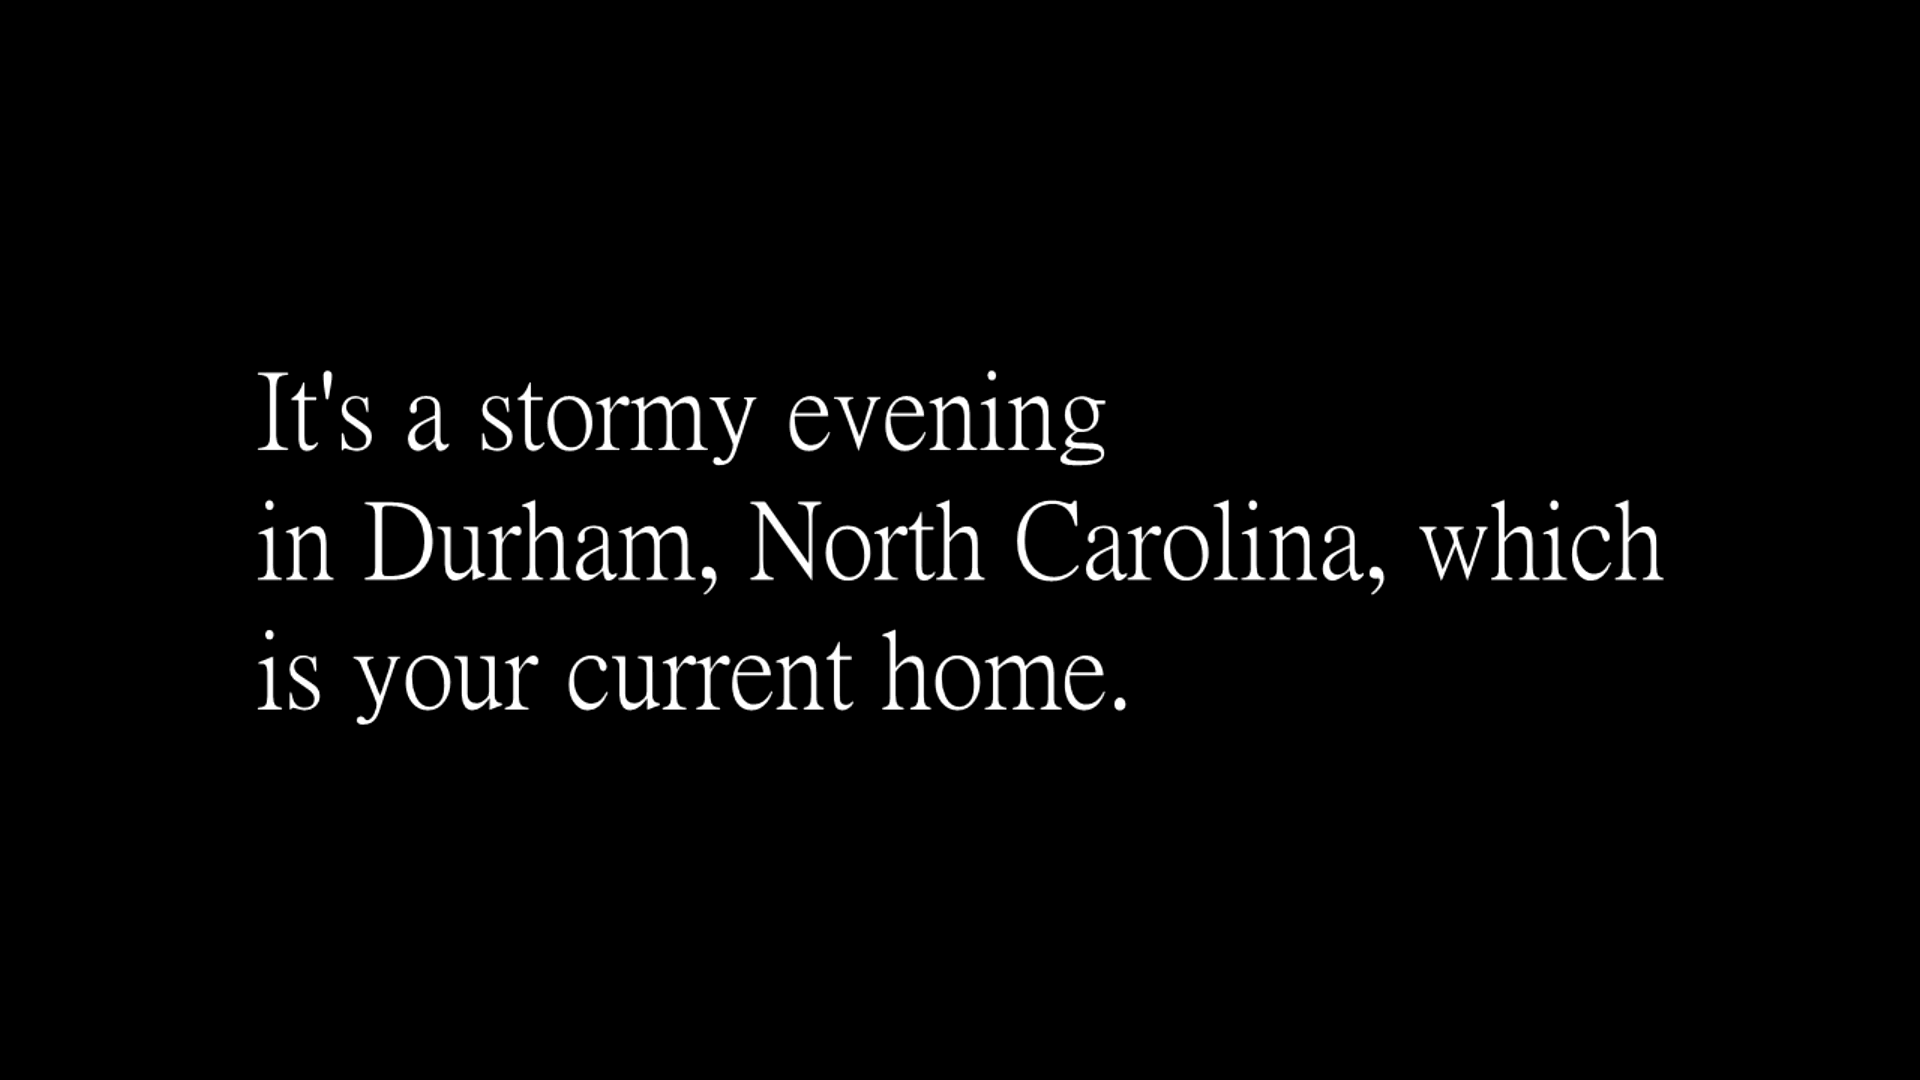 It's a stormy evening
in Durham, North Carolina, which
is your current home.